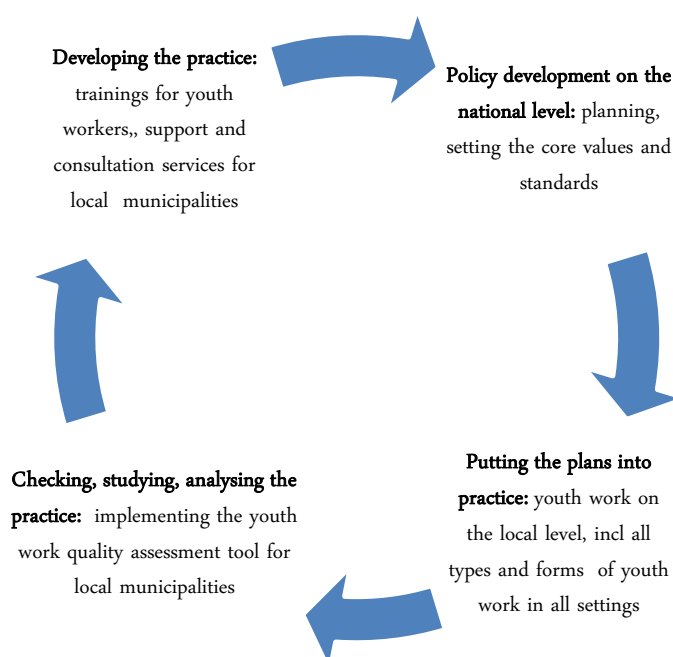 Developing the practice:
trainings for youth
workers,, support and
consultation services for
local municipalities
Policy development on the
national level: planning,
setting the core values and
standards
Putting the plans into
practice: youth work on
the local level, incl all
types and forms of youth
work in all settings
Checking, studying, analysing the
practice: implementing the youth
work quality assessment tool for
local municipalities